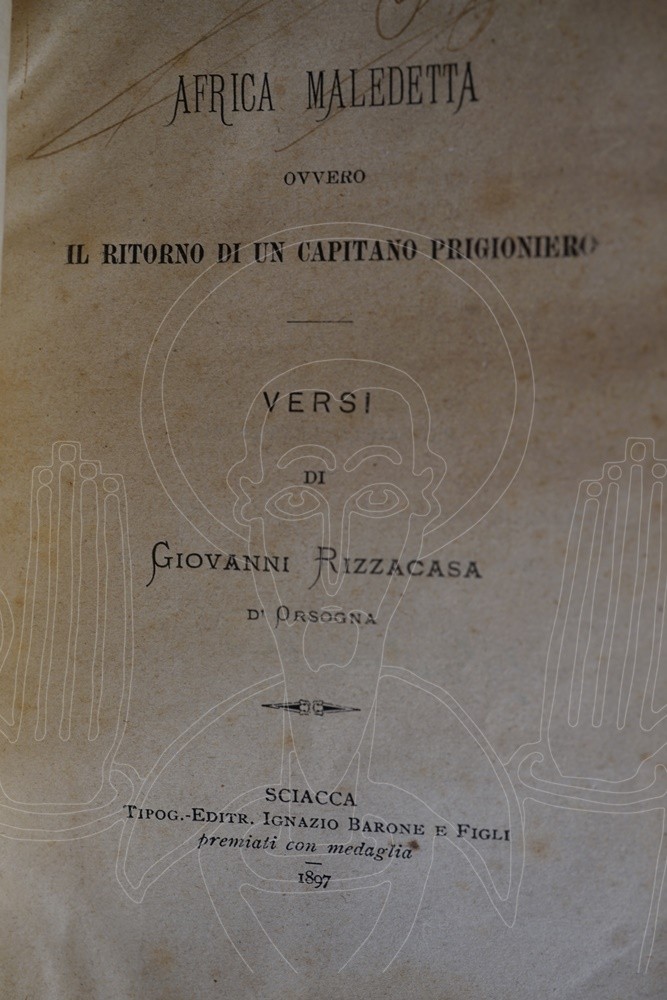 AFRICA MALEDETTA
OVVERO
IL RITORNO DI UN CAPITANO PRIGIONIERO
VERSI
DI
GIOVANNI RIZZACASA
D' ORSOGNA
SCIACCA
TIPOG.-EDITR. IGNAZIO BARONE E FIGLI
premiati con medaglia
1897